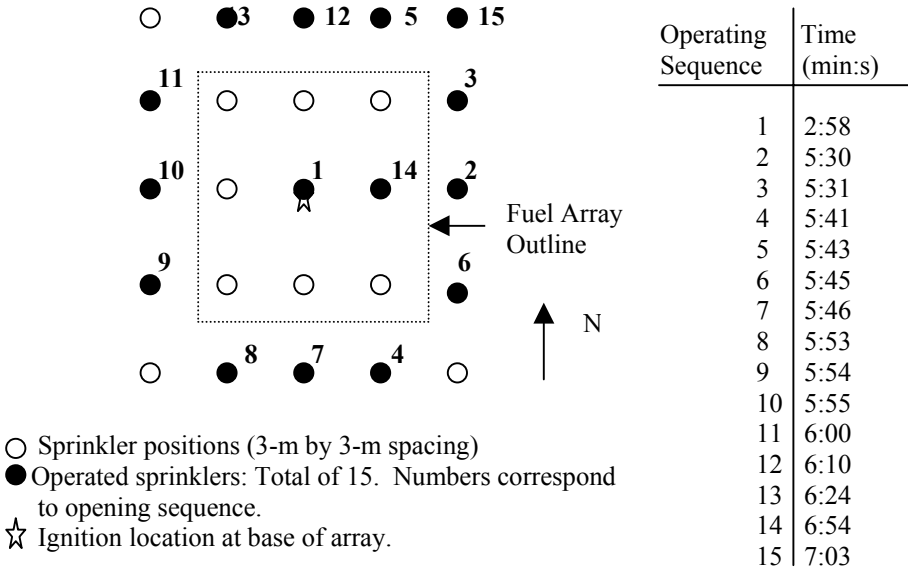 13 12 5 15
11 3
10 1 14 2
Fuel Array
Outline
9 6
N
8 7 4
Sprinkler positions (3-m by 3-m spacing)
Operated sprinklers: Total of 15. Numbers correspond
to opening sequence.
Ignition location at base of array.
Operating Time
Sequence (min:s)
1 2:58
2 5:30
3 5:31
4 5:41
5 5:43
6 5:45
7 5:46
8 5:53
9 5:54
10 5:55
11 6:00
12 6:10
13 6:24
14 6:54
15 7:03